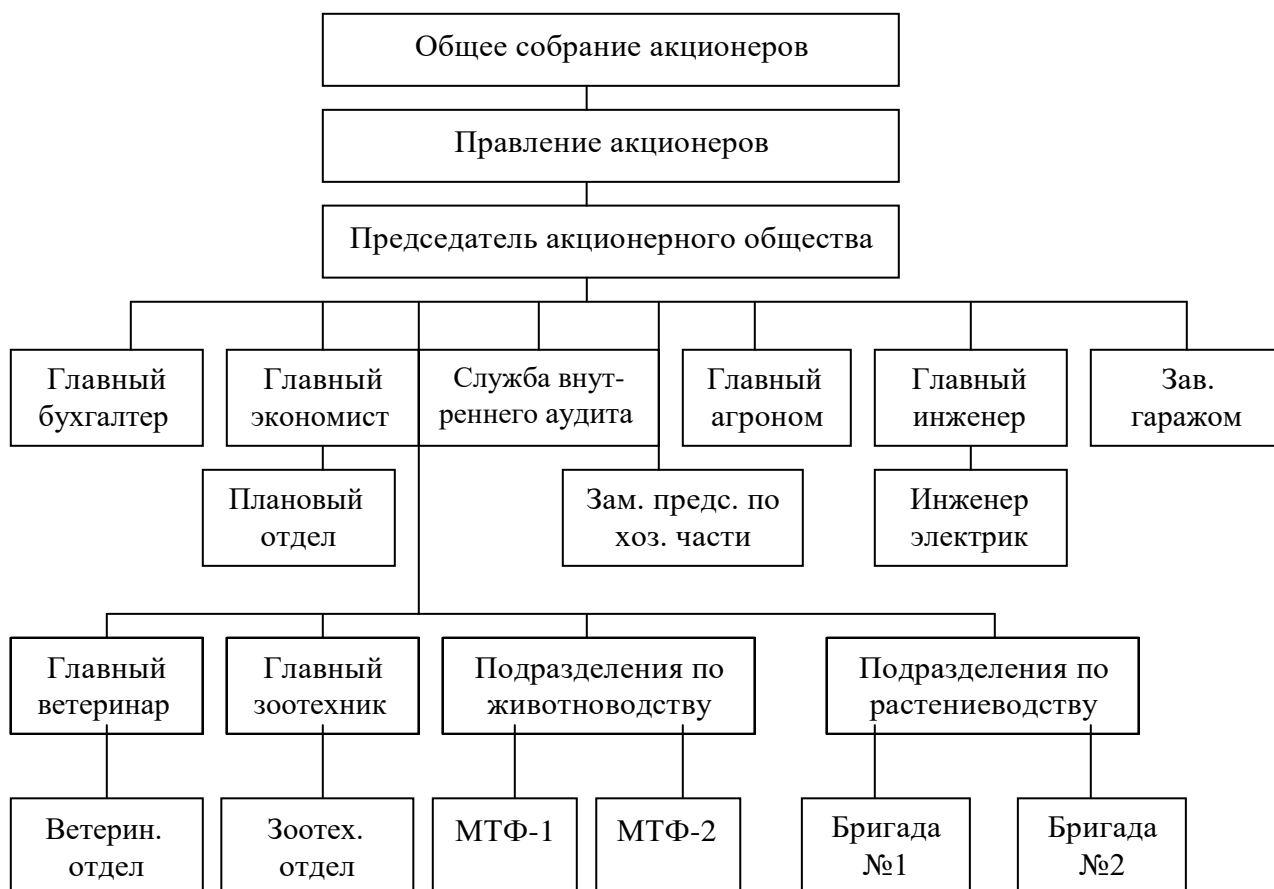 Общее собрание акционеров
Правление акционеров
Председатель акционерного общества
Главный
бухгалтер
Главный
экономист
Служба внут-
реннего аудита
Главный
агроном
Главный
инженер
Зав.
гаражом
Плановый
отдел
Зам. предс. по
хоз. части
Инженер
электрик
Главный
ветеринар
Главный
зоотехник
Подразделения по
животноводству
Подразделения по
растениеводству
Ветерин.
отдел
Зоотех.
отдел
МТФ-1
МТФ-2
Бригада
№1
Бригада
№2